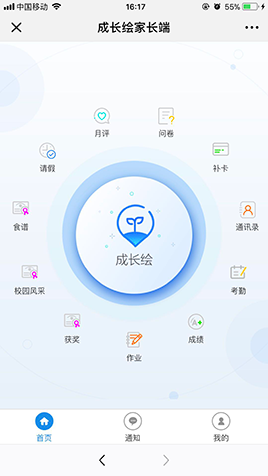 中国移动 16:17 55%
成长绘家长端
月评 问卷
请假 补卡
食谱 通讯录
成长绘
校园风采 考勤
获奖 成绩
作业
首页 通知 我的